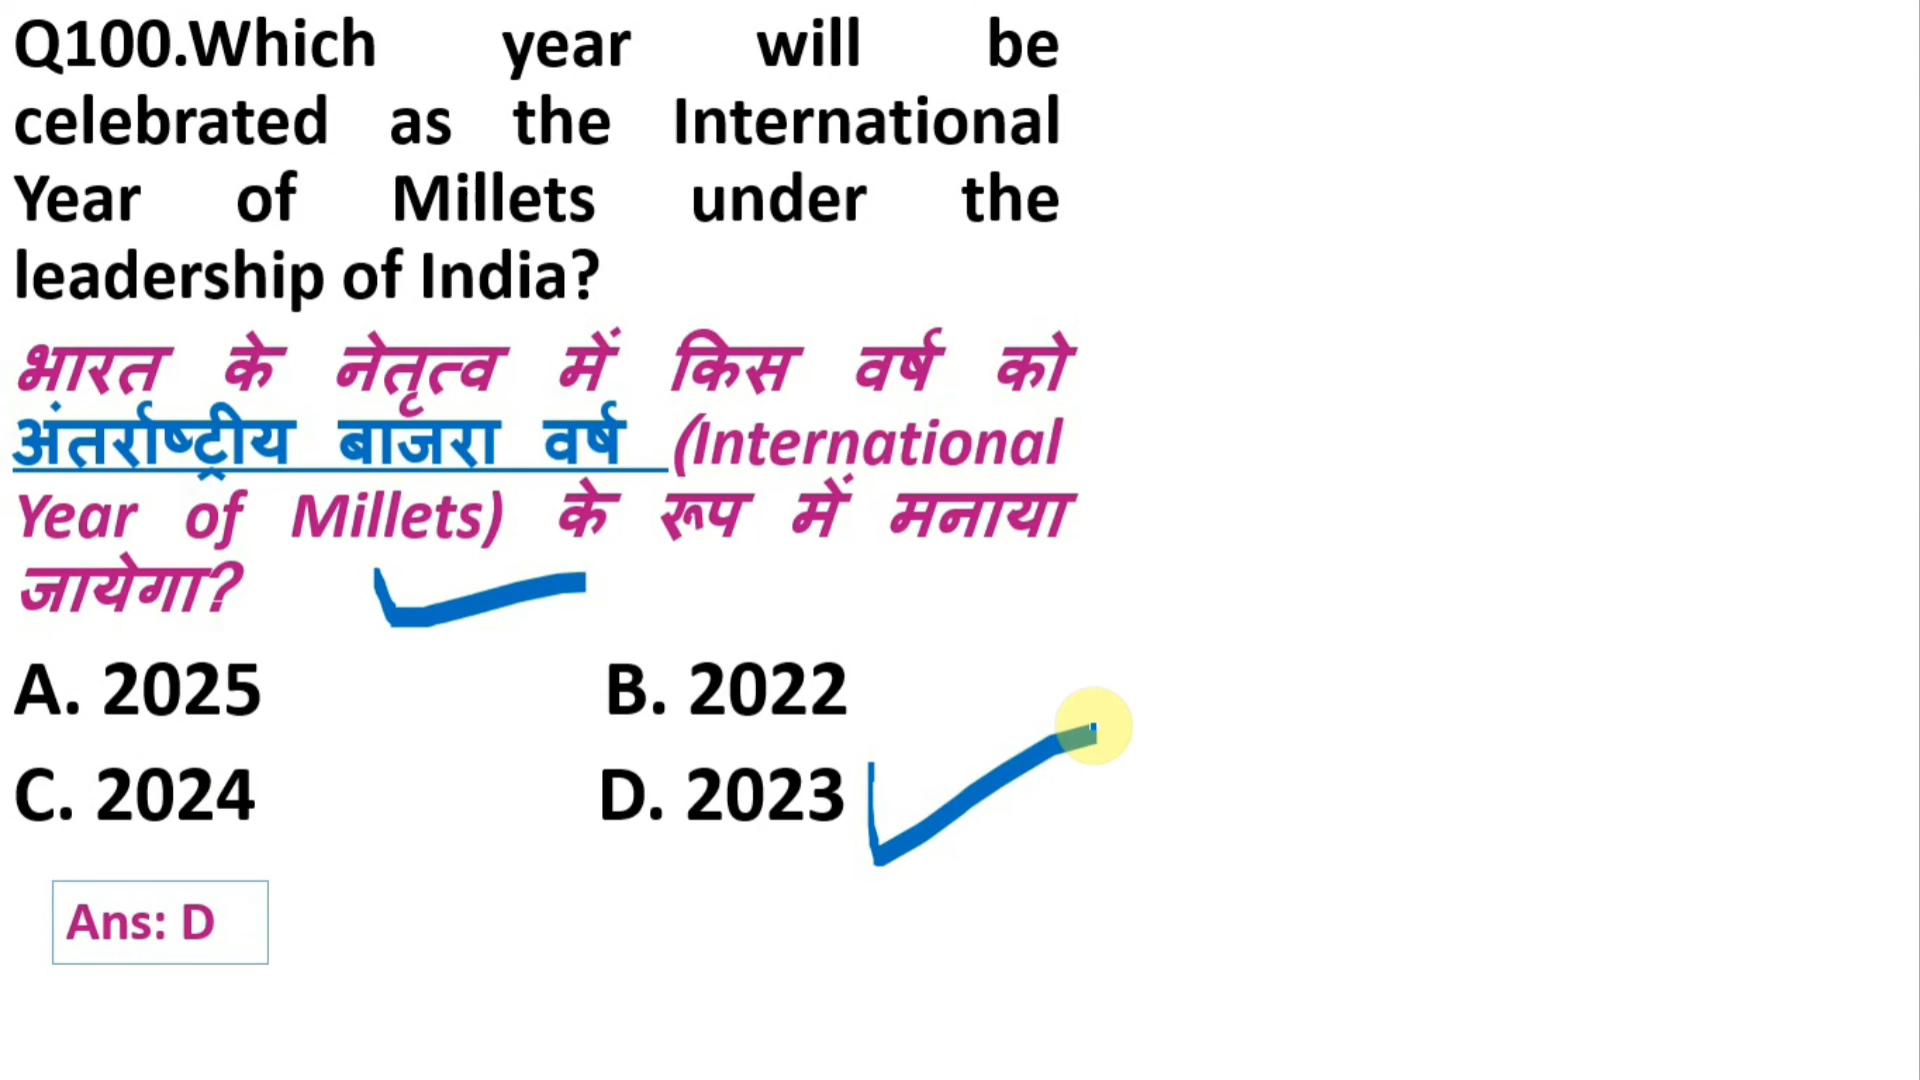 Q100.Which year will be
celebrated as the International
Year of Millets under the
leadership of India?
भारत के नेतृत्व में किस वर्ष को
अंतर्राष्ट्रीय बाजरा वर्ष (International
Year of Millets) के रूप में मनाया
जायेगा?
A. 2025 B. 2022
C. 2024 D. 2023
Ans: D